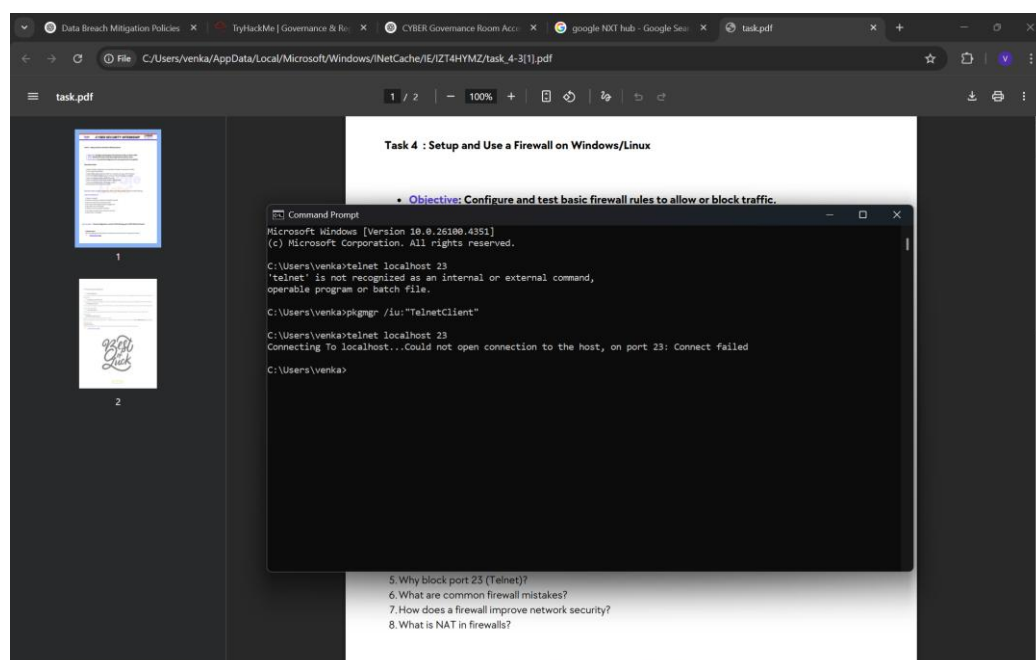 Data Breach Mitigation Policies
TryHackMe | Governance & Re
CYBER Governance Room Acce
google NXT hub - Google Sear
task.pdf
File C:/Users/venka/AppData/Local/Microsoft/Windows/INetCache/IE/IZT4HYMZ/task_4-3[1].pdf
V
task.pdf
1 / 2
100%
1
2
Task 4 : Setup and Use a Firewall on Windows/Linux
• Objective: Configure and test basic firewall rules to allow or block traffic.
Command Prompt
Microsoft Windows [Version 10.0.26100.4351]
(c) Microsoft Corporation. All rights reserved.
C:\Users\venka>telnet localhost 23
'telnet' is not recognized as an internal or external command,
operable program or batch file.
C:\Users\venka>pkgmgr /iu:"TelnetClient"
C:\Users\venka>telnet localhost 23
Connecting To localhost...Could not open connection to the host, on port 23: Connect failed
C:\Users\venka>
5. Why block port 23 (Telnet)?
6. What are common firewall mistakes?
7. How does a firewall improve network security?
8. What is NAT in firewalls?
Best of Luck